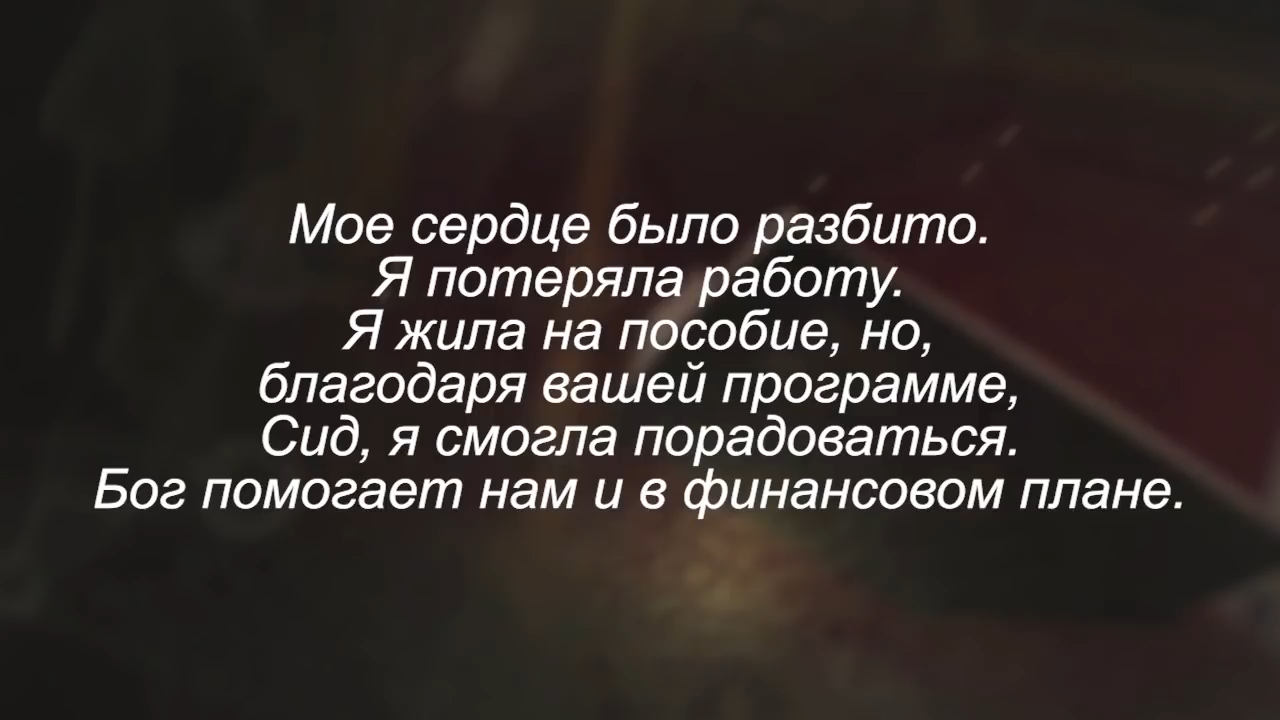 Мое сердце было разбито.
Я потеряла работу.
Я жила на пособие, но,
благодаря вашей программе,
Сид, я смогла порадоваться.
Бог помогает нам и в финансовом плане.